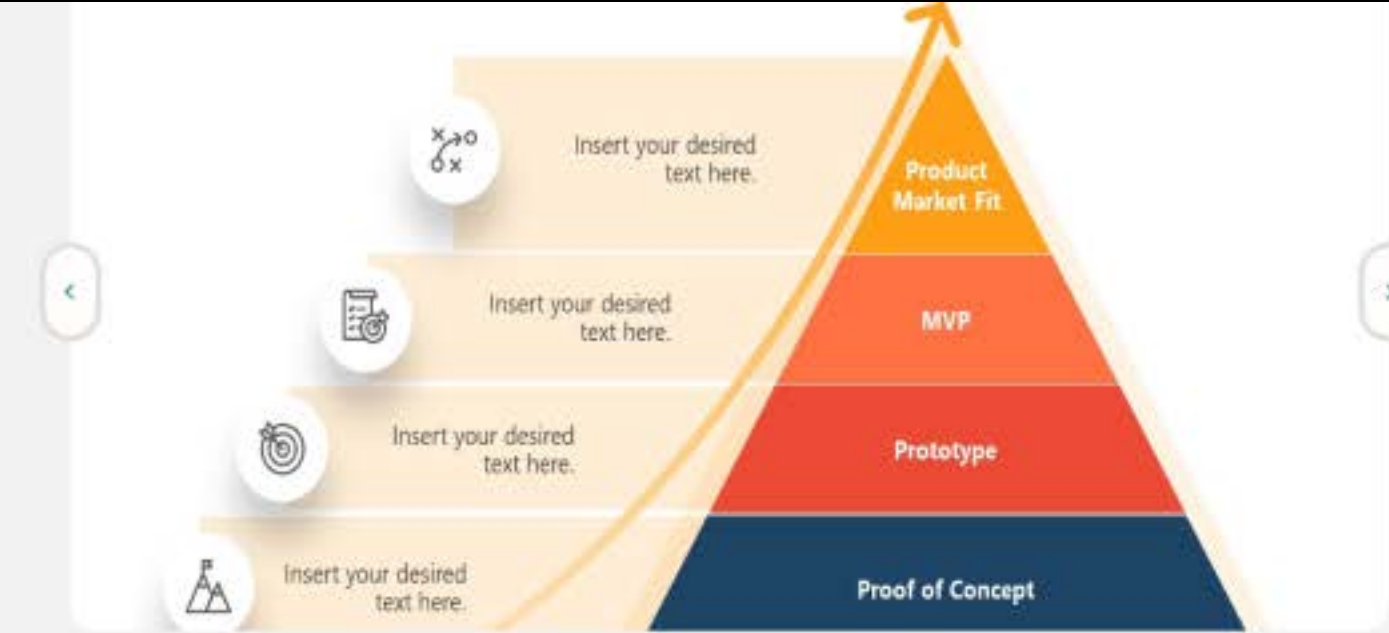 Insert your desired
text here.
Product
Market Fit
Insert your desired
text here.
MVP
Insert your desired
text here.
Prototype
Insert your desired
text here.
Proof of Concept